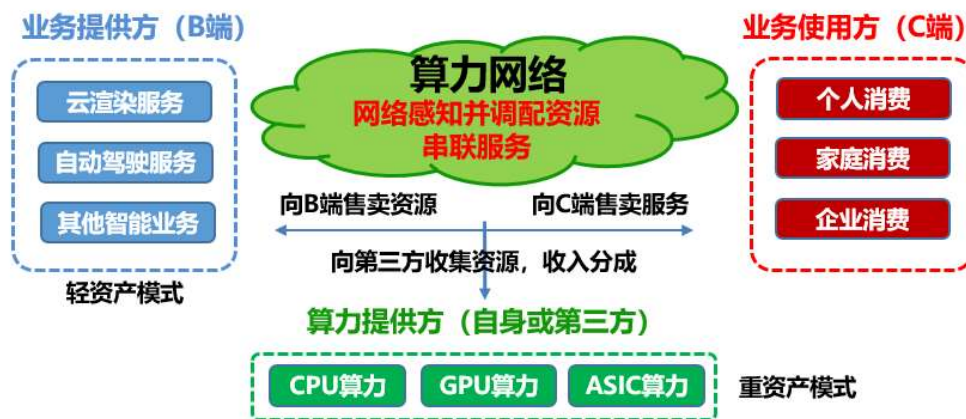 业务提供方（B端）
云渲染服务
自动驾驶服务
其他智能业务
轻资产模式
算力网络
网络感知并调配资源
串联服务
业务使用方（C端）
个人消费
家庭消费
企业消费
向B端售卖资源
向C端售卖服务
向第三方收集资源，收入分成
算力提供方（自身或第三方）
CPU算力
GPU算力
ASIC算力
重资产模式